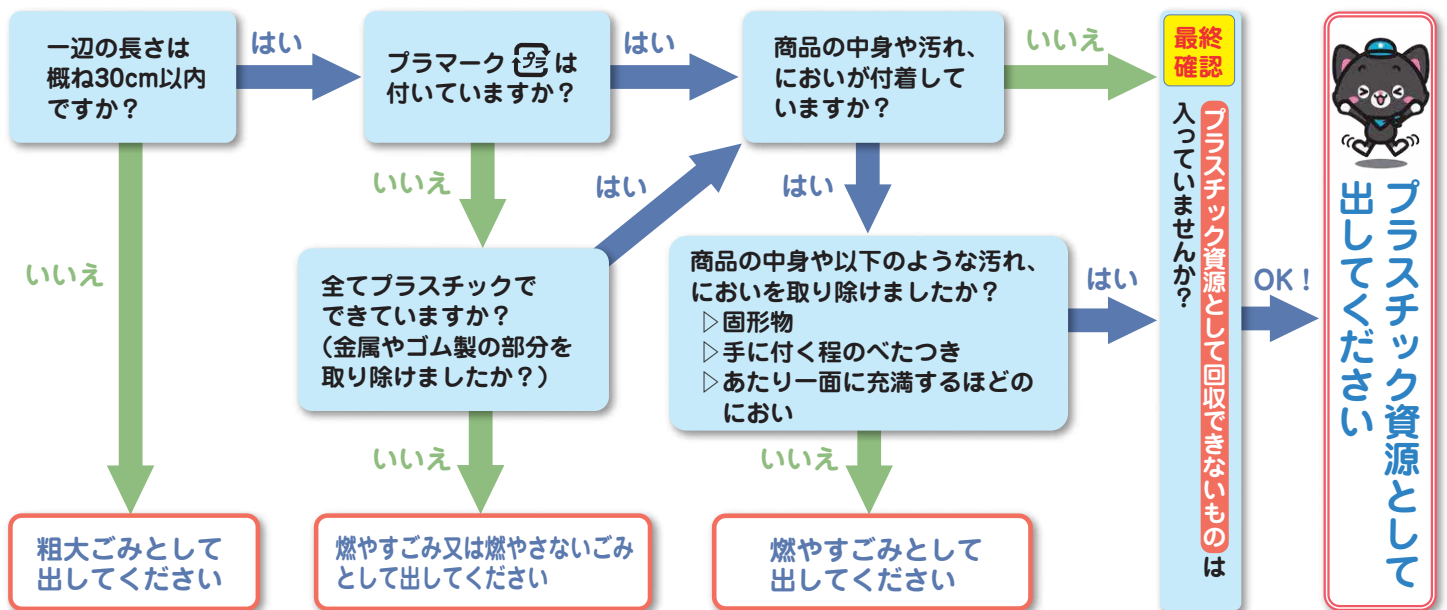 一辺の長さは
概ね30cm以内
ですか？
はい
いいえ
プラマーク プラ は
付いていますか？
はい
いいえ
商品の中身や汚れ、
においが付着して
いますか？
いいえ
はい
全てプラスチックで
できていますか？
（金属やゴム製の部分を
取り除けましたか？）
はい
いいえ
商品の中身や以下のような汚れ、
においを取り除けましたか？
▷固形物
▷手に付く程のべたつき
▷あたり一面に充満するほどの
におい
はい
いいえ
最終
確認
プラスチック資源として回収できないものは
入っていませんか？
OK！
プラスチック資源として
出してください
粗大ごみとして
出してください
燃やすごみ又は燃やさないごみ
として出してください
燃やすごみとして
出してください